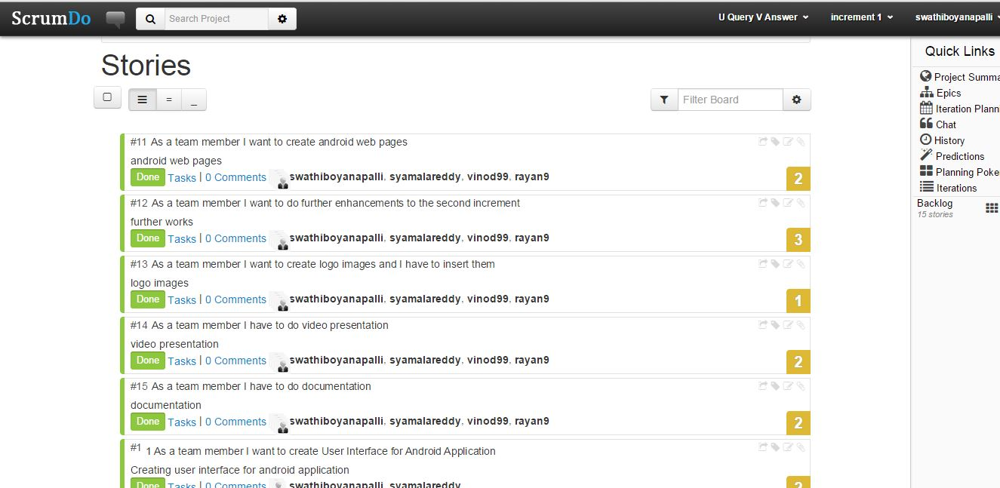 ScrumDo Search Project U Query V Answer increment 1 swathiboyanapalli
Quick Links
Stories
Project Summa
Epics
Iteration Planni
Chat
History
Predictions
Planning Poke
Iterations
Backlog
15 stories
= _ Filter Board
#11 As a team member I want to create android web pages
android web pages
Done Tasks | 0 Comments swathiboyanapalli, syamalareddy, vinod99, rayan9 2
#12 As a team member I want to do further enhancements to the second increment
further works
Done Tasks | 0 Comments swathiboyanapalli, syamalareddy, vinod99, rayan9 3
#13 As a team member I want to create logo images and I have to insert them
logo images
Done Tasks | 0 Comments swathiboyanapalli, syamalareddy, vinod99, rayan9 1
#14 As a team member I have to do video presentation
video presentation
Done Tasks | 0 Comments swathiboyanapalli, syamalareddy, vinod99, rayan9 2
#15 As a team member I have to do documentation
documentation
Done Tasks | 0 Comments swathiboyanapalli, syamalareddy, vinod99, rayan9 2
#1 1 As a team member I want to create User Interface for Android Application
Creating user interface for android application
Done Tasks | 0 Comments swathiboyanapalli, syamalareddy